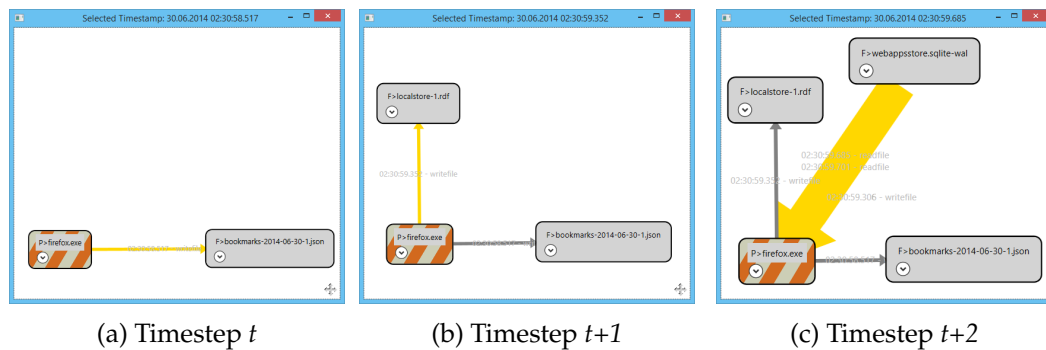 Selected Timestamp: 30.06.2014 02:30:58.517
P>firefox.exe
F>bookmarks-2014-06-30-1.json
Selected Timestamp: 30.06.2014 02:30:59.352
F>localstore-1.rdf
02:30:59.352 - writefile
P>firefox.exe
F>bookmarks-2014-06-30-1.json
Selected Timestamp: 30.06.2014 02:30:59.685
F>webappsstore.sqlite-wal
F>localstore-1.rdf
02:30:59.352 - writefile
02:30:59.306 - writefile
P>firefox.exe
F>bookmarks-2014-06-30-1.json
(a) Timestep t
(b) Timestep t+1
(c) Timestep t+2